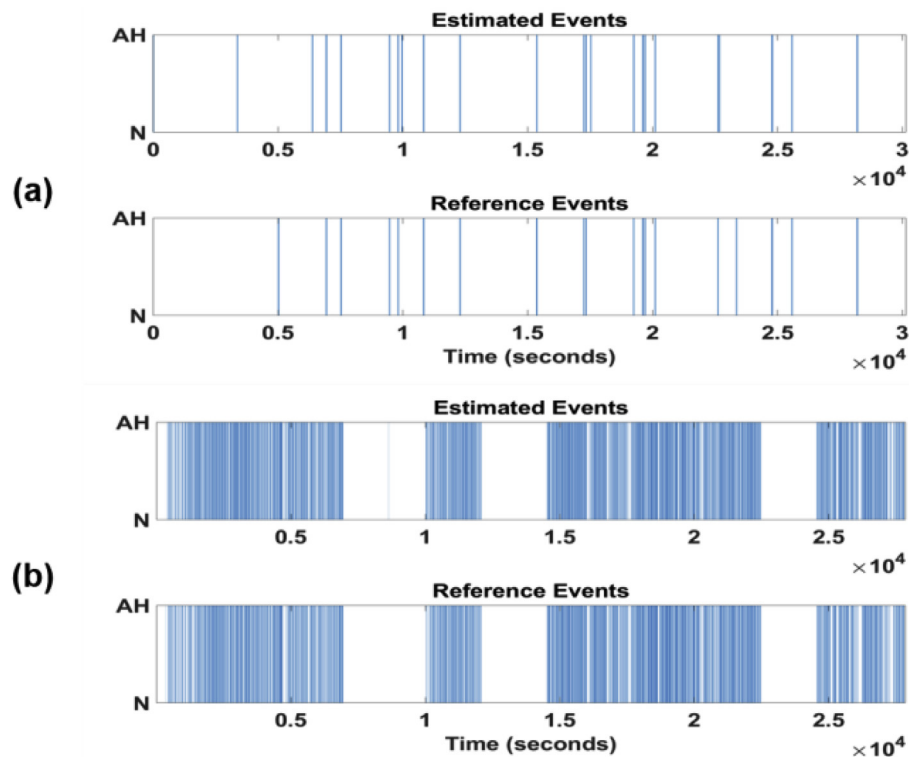 Estimated Events
AH
N
0 0.5 1 1.5 2 2.5 3
×10⁴
(a)
Reference Events
AH
N
0 0.5 1 1.5 2 2.5 3
Time (seconds)
×10⁴
Estimated Events
AH
N
0.5 1 1.5 2 2.5
×10⁴
(b)
Reference Events
AH
N
0.5 1 1.5 2 2.5
Time (seconds)
×10⁴